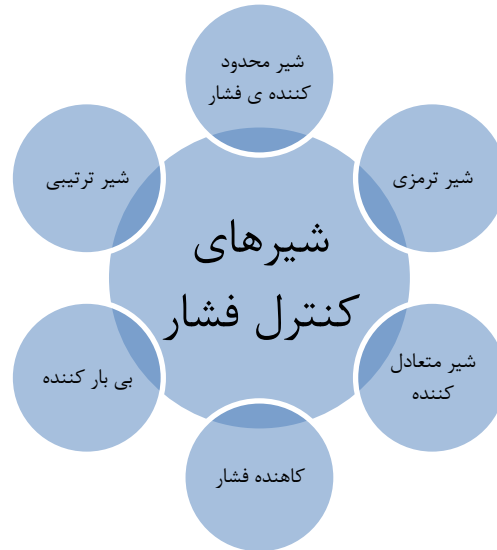 شیر محدود
کننده ی فشار
شیر ترمزی
شیر متعادل
کننده
کاهنده فشار
بی بار کننده
شیر ترتیبی
شیرهای
کنترل فشار